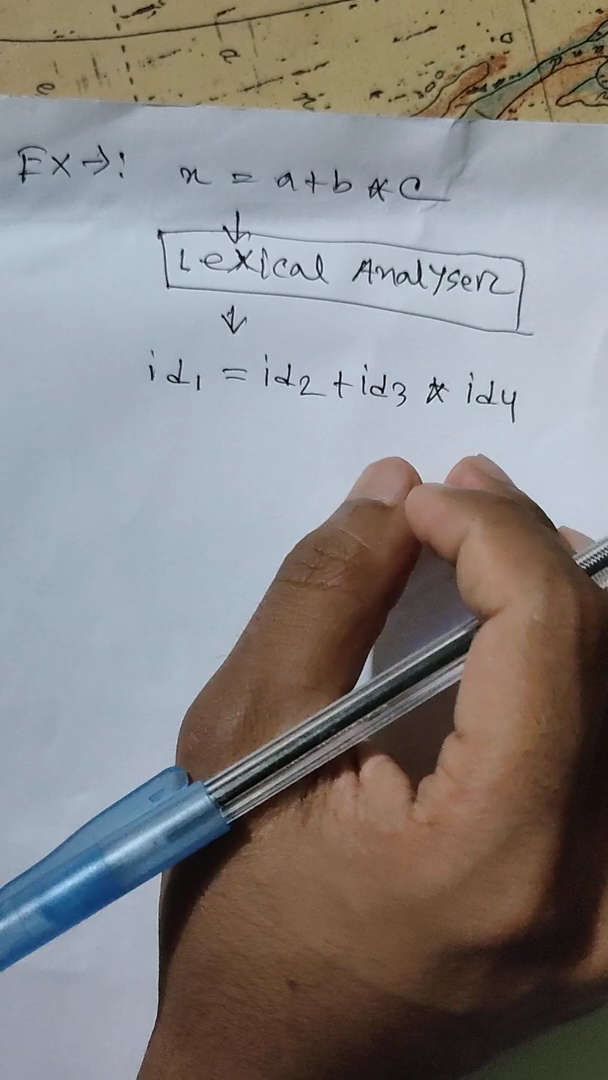 EX →: x = a+b*c
↓
Lexical Analyser
↓
id1 = id2 + id3 * id4